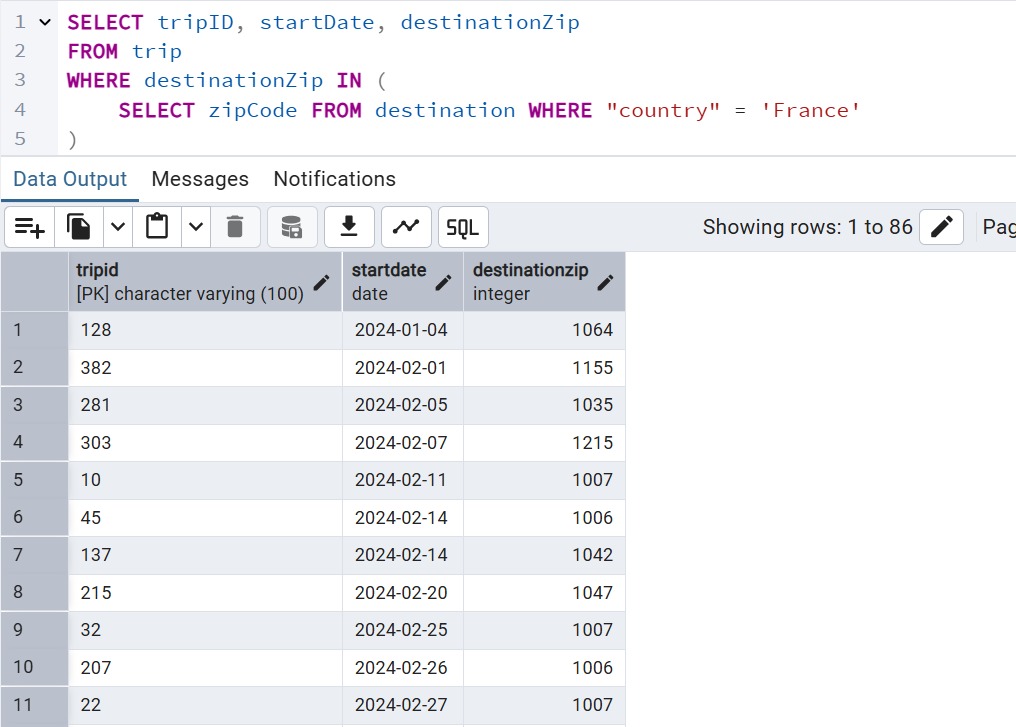 1 SELECT tripID, startDate, destinationZip
2 FROM trip
3 WHERE destinationZip IN (
4 SELECT zipCode FROM destination WHERE "country" = 'France'
5 )
Data Output Messages Notifications
SQL Showing rows: 1 to 86 Pag
tripid startdate destinationzip
[PK] character varying (100) date integer
1 128 2024-01-04 1064
2 382 2024-02-01 1155
3 281 2024-02-05 1035
4 303 2024-02-07 1215
5 10 2024-02-11 1007
6 45 2024-02-14 1006
7 137 2024-02-14 1042
8 215 2024-02-20 1047
9 32 2024-02-25 1007
10 207 2024-02-26 1006
11 22 2024-02-27 1007